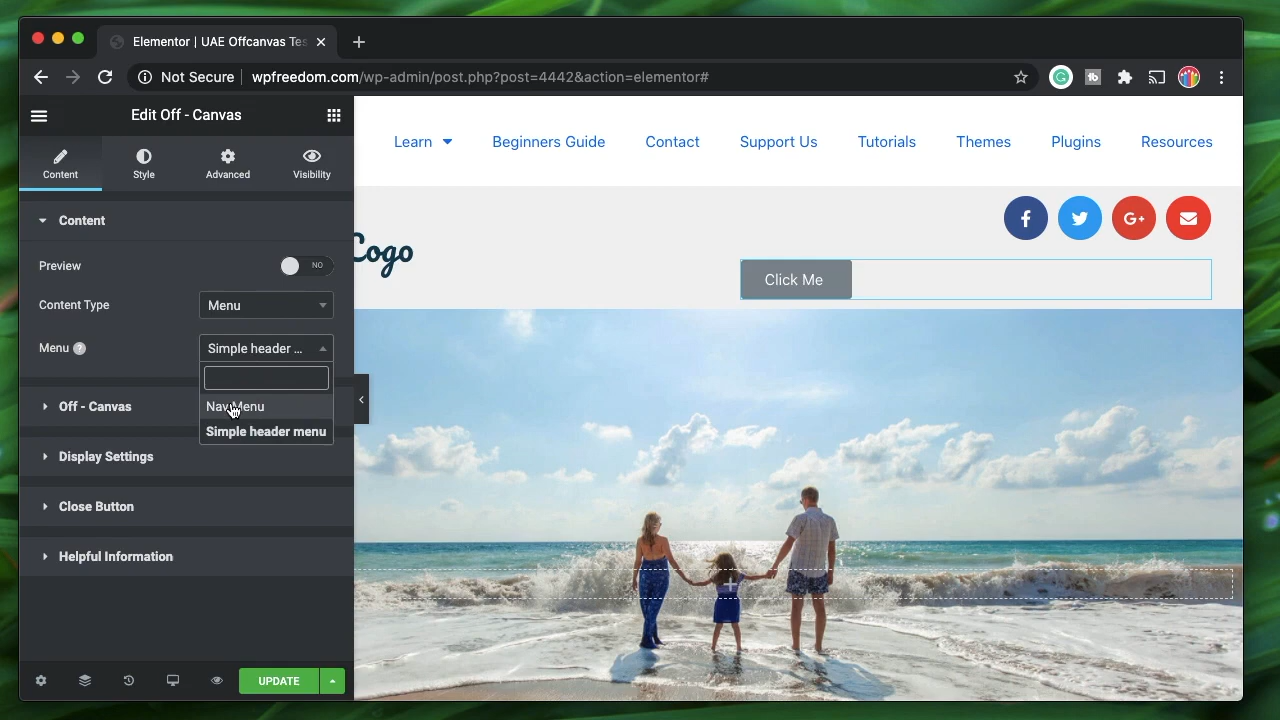 Elementor | UAE Offcanvas Tes
Not Secure
wpfreedom.com/wp-admin/post.php?post=4442&action=elementor#
Edit Off - Canvas
Content
Style
Advanced
Visibility
Content
Preview
NO
Content Type
Menu
Menu ?
Simple header ...
Nav Menu
Simple header menu
Off - Canvas
Display Settings
Close Button
Helpful Information
UPDATE
Learn Beginners Guide Contact Support Us Tutorials Themes Plugins Resources
f G+
Click Me